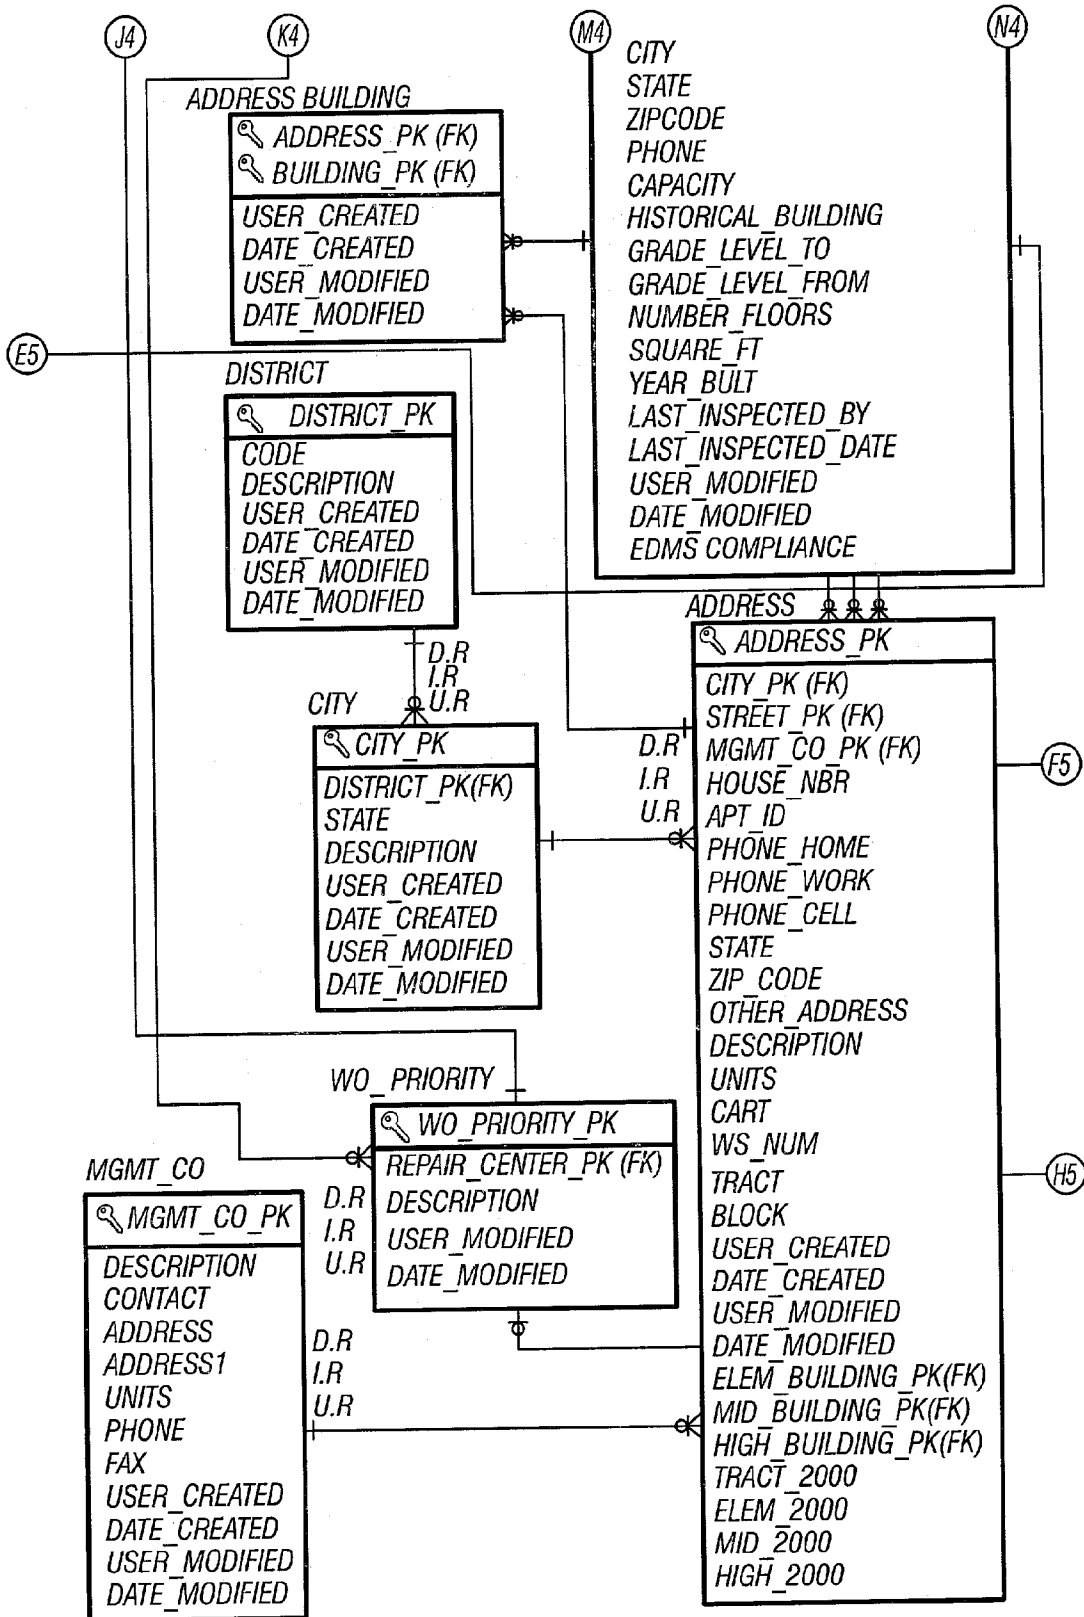 J4
K4
M4
N4
CITY
STATE
ZIPCODE
PHONE
CAPACITY
HISTORICAL_BUILDING
GRADE_LEVEL_TO
GRADE_LEVEL_FROM
NUMBER_FLOORS
SQUARE_FT
YEAR_BULT
LAST_INSPECTED_BY
LAST_INSPECTED_DATE
USER_MODIFIED
DATE_MODIFIED
EDMS COMPLIANCE
ADDRESS BUILDING
ADDRESS_PK (FK)
BUILDING_PK (FK)
USER_CREATED
DATE_CREATED
USER_MODIFIED
DATE_MODIFIED
E5
DISTRICT
DISTRICT_PK
CODE
DESCRIPTION
USER_CREATED
DATE_CREATED
USER_MODIFIED
DATE_MODIFIED
D.R
I.R
U.R
CITY
CITY_PK
DISTRICT_PK(FK)
STATE
DESCRIPTION
USER_CREATED
DATE_CREATED
USER_MODIFIED
DATE_MODIFIED
D.R
I.R
U.R
ADDRESS
ADDRESS_PK
CITY_PK (FK)
STREET_PK (FK)
MGMT_CO_PK (FK)
HOUSE_NBR
APT_ID
PHONE_HOME
PHONE_WORK
PHONE_CELL
STATE
ZIP_CODE
OTHER_ADDRESS
DESCRIPTION
UNITS
CART
WS_NUM
TRACT
BLOCK
USER_CREATED
DATE_CREATED
USER_MODIFIED
DATE_MODIFIED
ELEM_BUILDING_PK(FK)
MID_BUILDING_PK(FK)
HIGH_BUILDING_PK(FK)
TRACT_2000
ELEM_2000
MID_2000
HIGH_2000
F5
H5
WO_PRIORITY
WO_PRIORITY_PK
REPAIR_CENTER_PK (FK)
DESCRIPTION
USER_MODIFIED
DATE_MODIFIED
D.R
I.R
U.R
MGMT_CO
MGMT_CO_PK
DESCRIPTION
CONTACT
ADDRESS
ADDRESS1
UNITS
PHONE
FAX
USER_CREATED
DATE_CREATED
USER_MODIFIED
DATE_MODIFIED
D.R
I.R
U.R